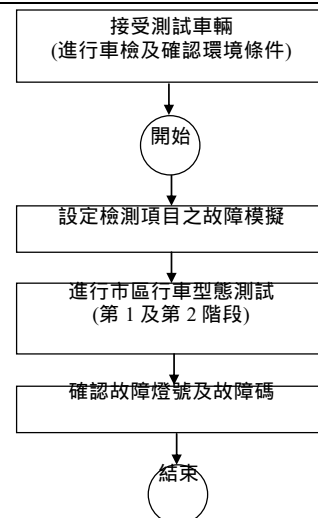 接受測試車輛
(進行車檢及確認環境條件)
開始
設定檢測項目之故障模擬
進行市區行車型態測試
(第 1 及第 2 階段)
確認故障燈號及故障碼
結束